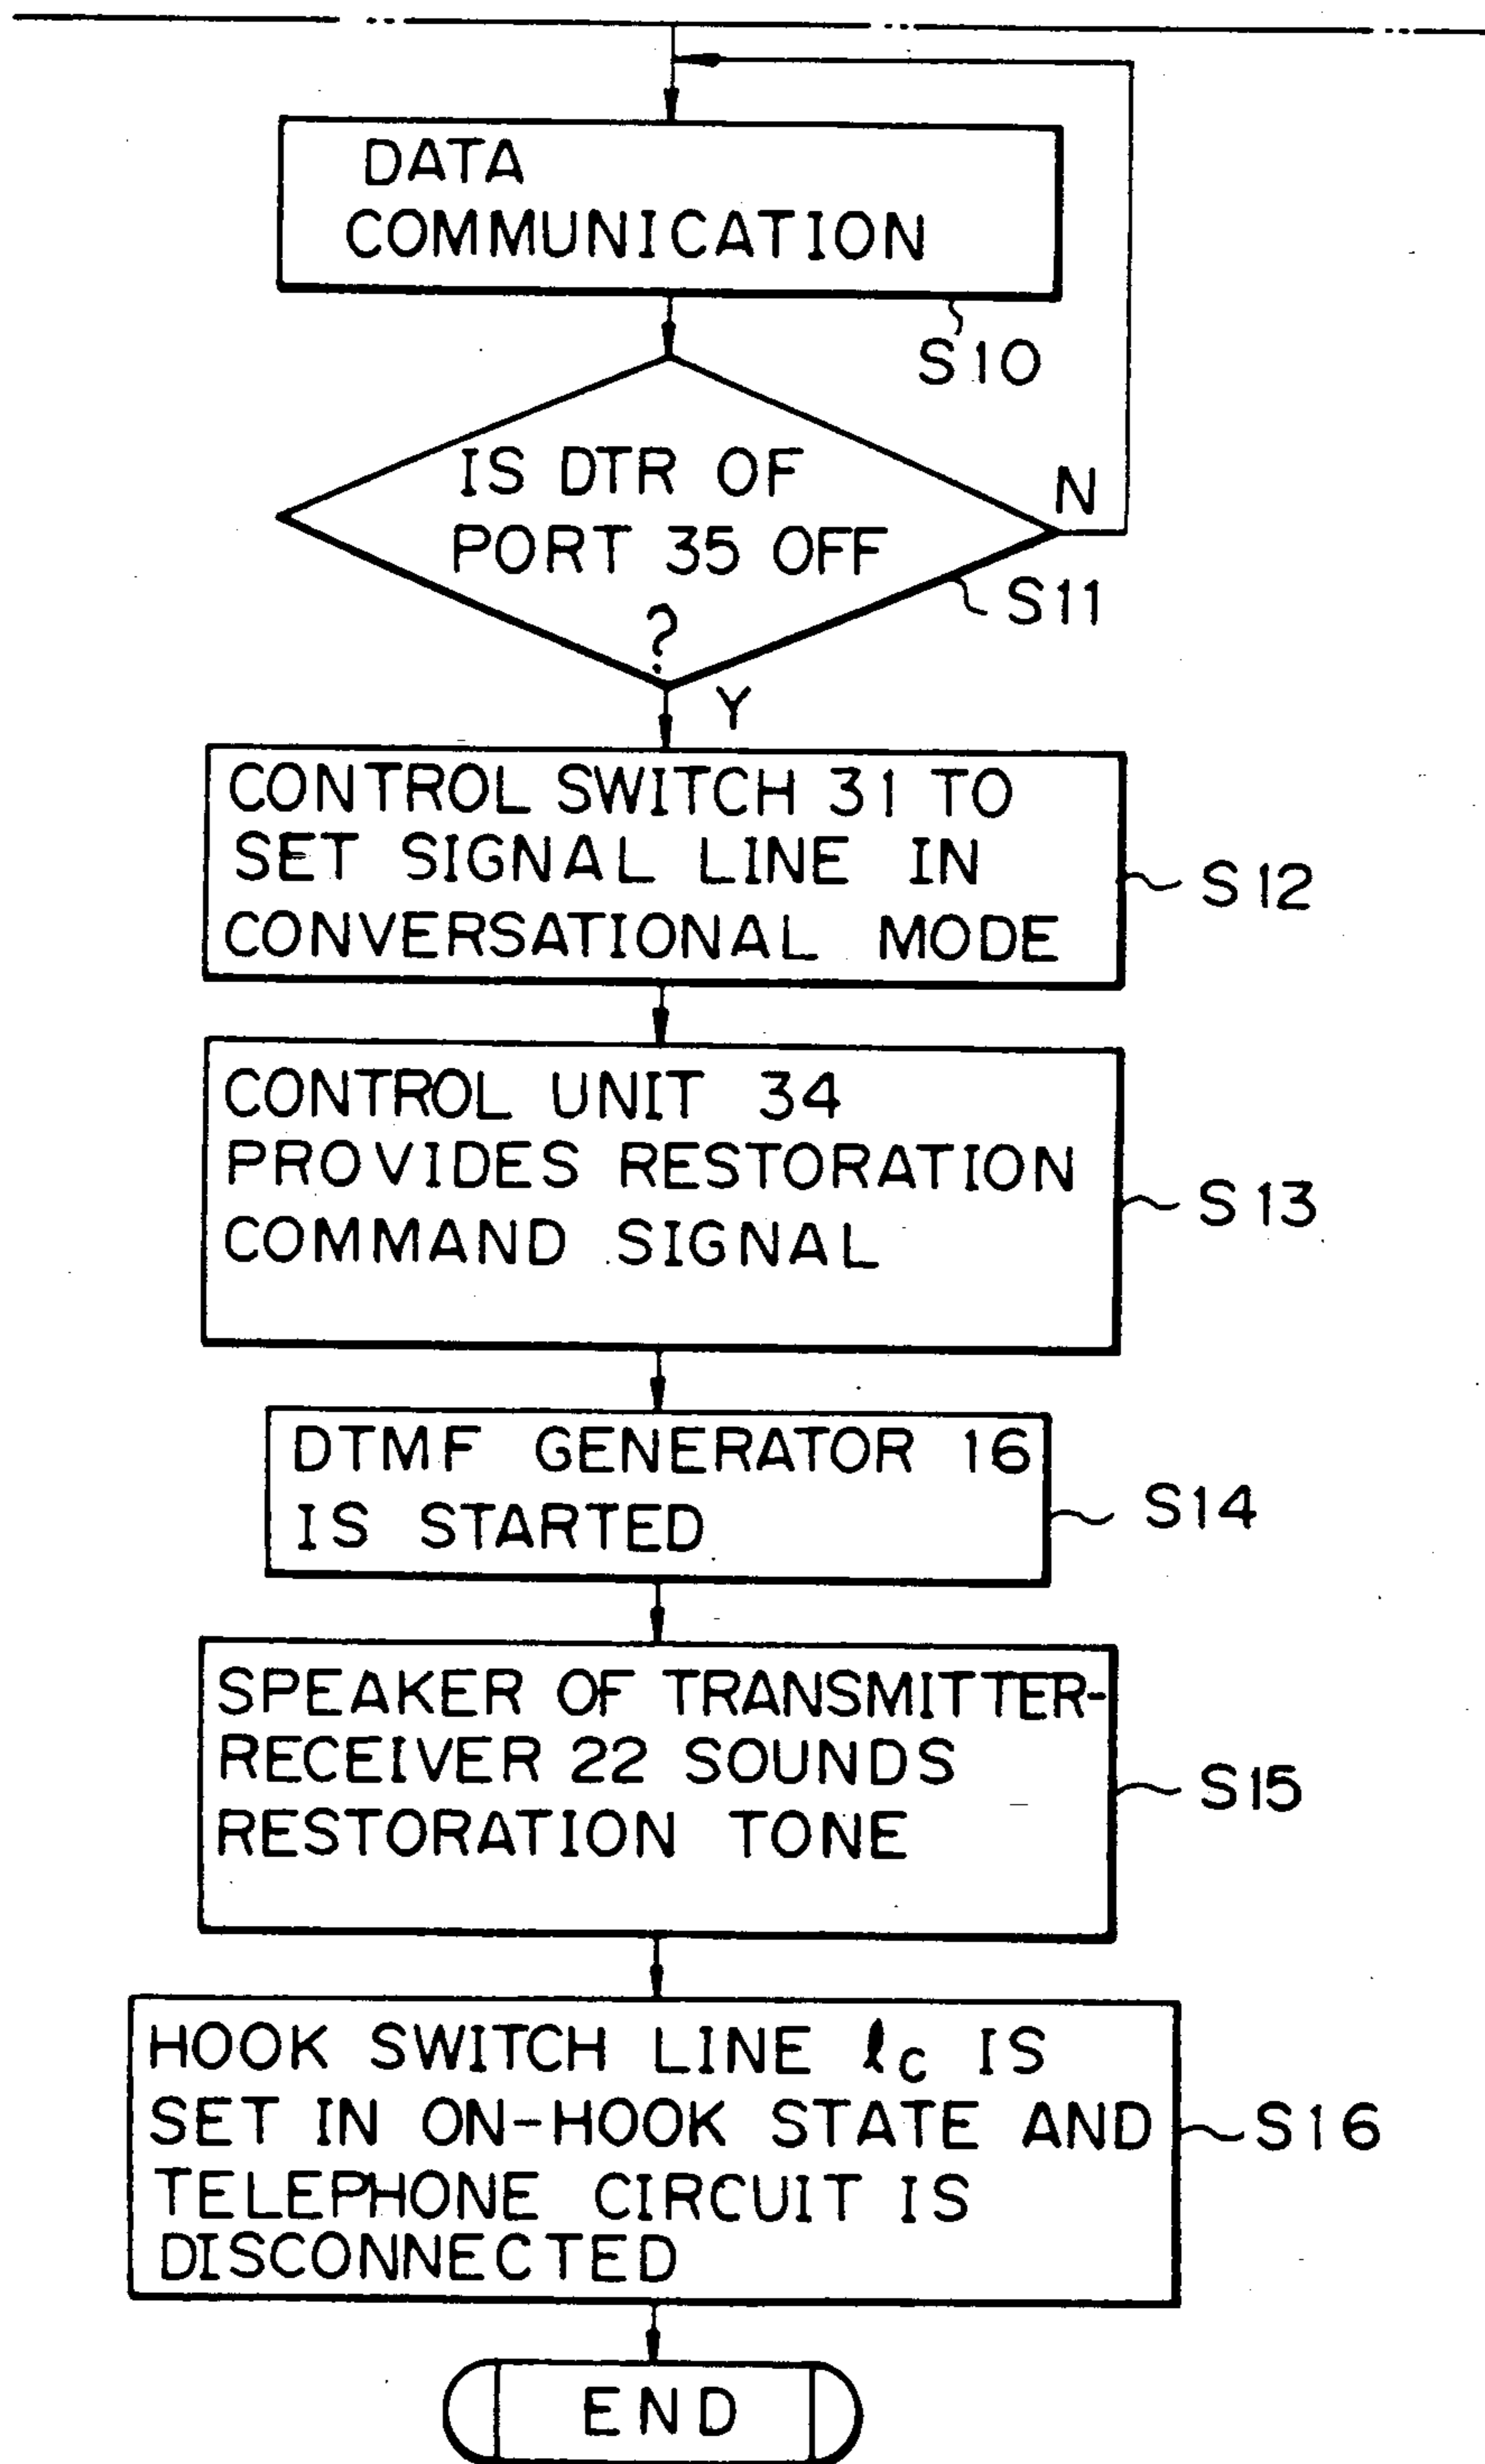 DATA
COMMUNICATION
S10
IS DTR OF
PORT 35 OFF
?
N
S11
Y
CONTROL SWITCH 31 TO
SET SIGNAL LINE IN
CONVERSATIONAL MODE
S12
CONTROL UNIT 34
PROVIDES RESTORATION
COMMAND SIGNAL
S13
DTMF GENERATOR 16
IS STARTED
S14
SPEAKER OF TRANSMITTER-
RECEIVER 22 SOUNDS
RESTORATION TONE
S15
HOOK SWITCH LINE ℓc IS
SET IN ON-HOOK STATE AND
TELEPHONE CIRCUIT IS
DISCONNECTED
S16
END